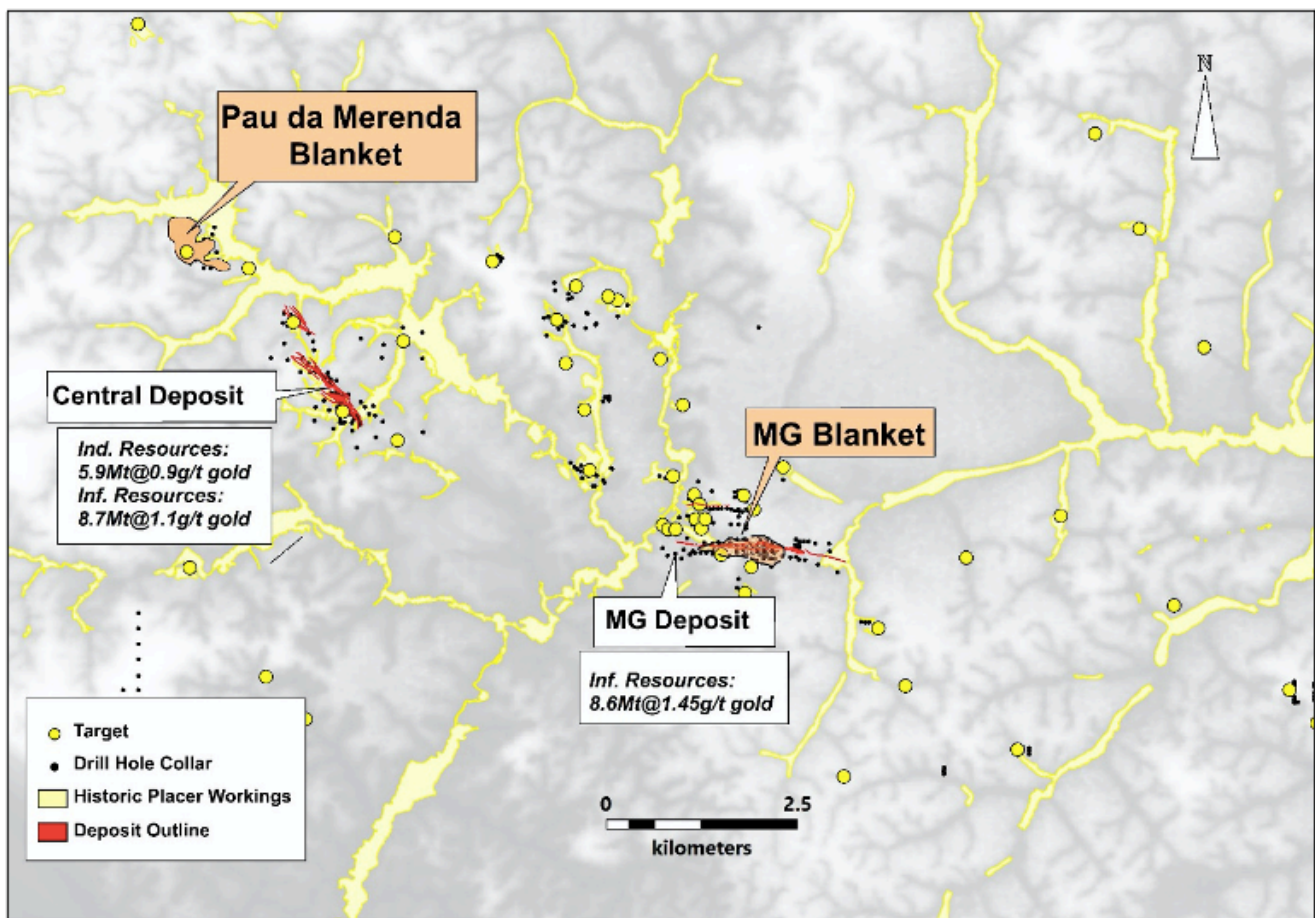 N
Pau da Merenda
Blanket
Central Deposit
Ind. Resources:
5.9Mt@0.9g/t gold
Inf. Resources:
8.7Mt@1.1g/t gold
MG Blanket
MG Deposit
Inf. Resources:
8.6Mt@1.45g/t gold
Target
Drill Hole Collar
Historic Placer Workings
Deposit Outline
0 2.5
kilometers